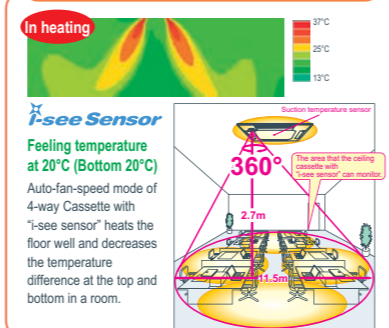 In heating
37°C
25°C
13°C
i-see Sensor
Feeling temperature
at 20°C (Bottom 20°C)
Auto-fan-speed mode of
4-way Cassette with
“i-see sensor” heats the
floor well and decreases
the temperature
difference at the top and
bottom in a room.
Suction temperature sensor
360°
The area that the ceiling
cassette with
“i-see sensor” can monitor.
2.7m
11.5m